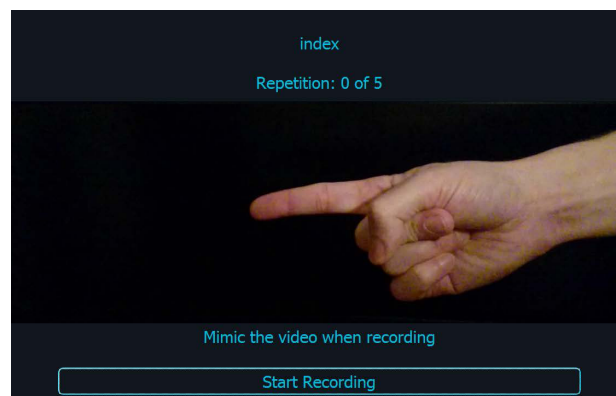 index
Repetition: 0 of 5
Mimic the video when recording
Start Recording